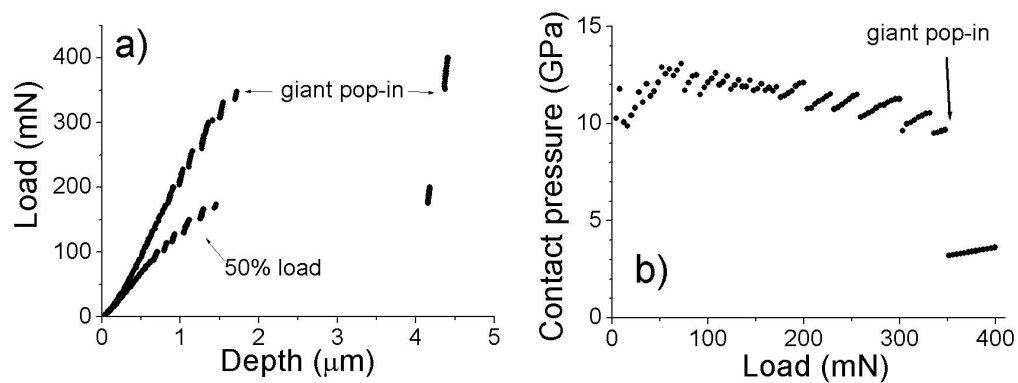 a)
400
300
200
100
0
Load (mN)
giant pop-in
50% load
0 1 2 3 4 5
Depth (μm)
15
10
5
0
Contact pressure (GPa)
giant pop-in
b)
0 100 200 300 400
Load (mN)